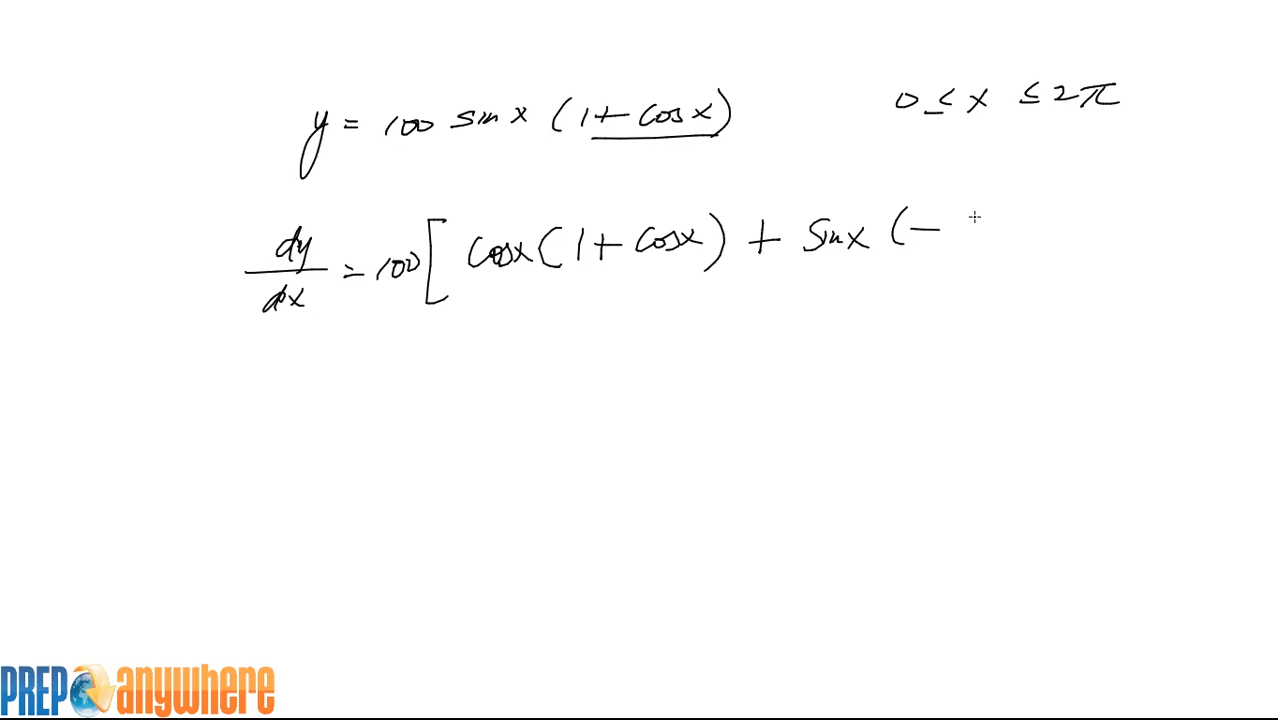 y = 100 sin x (1 + cos x) 0 ≤ x ≤ 2π
dy/dx = 100 [ cos x (1 + cos x) + sin x (−
PREP anywhere